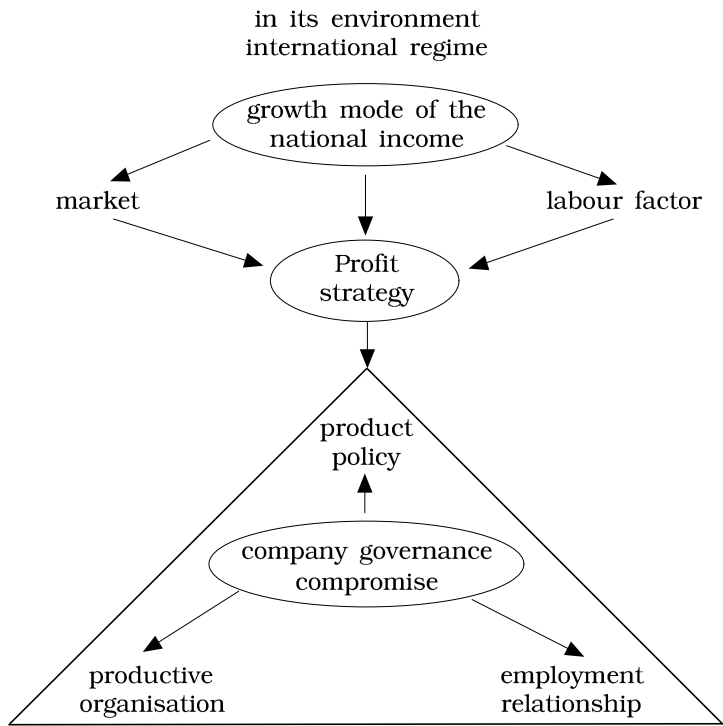 in its environment
international regime
growth mode of the
national income
market
labour factor
Profit
strategy
product
policy
company governance
compromise
productive
organisation
employment
relationship